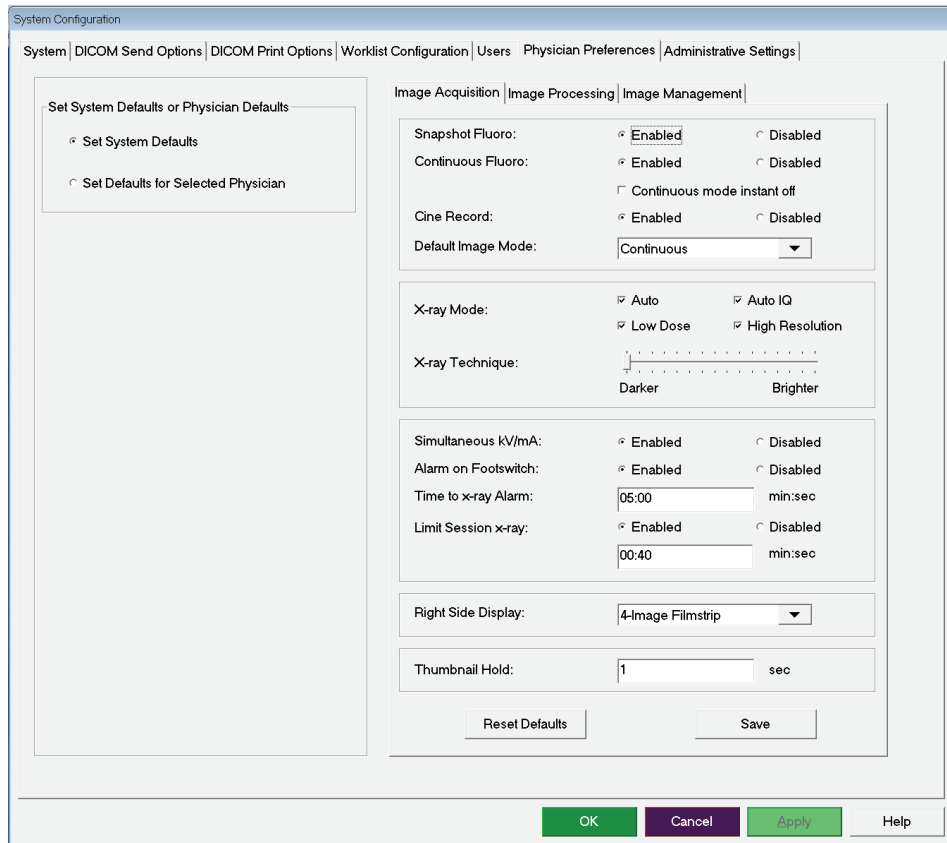 System Configuration
System DICOM Send Options DICOM Print Options Worklist Configuration Users Physician Preferences Administrative Settings
Set System Defaults or Physician Defaults
Set System Defaults
Set Defaults for Selected Physician
Image Acquisition Image Processing Image Management
Snapshot Fluoro: Enabled Disabled
Continuous Fluoro: Enabled Disabled
Continuous mode instant off
Cine Record: Enabled Disabled
Default Image Mode: Continuous
X-ray Mode: Auto Auto IQ
Low Dose High Resolution
X-ray Technique:
Darker Brighter
Simultaneous kV/mA: Enabled Disabled
Alarm on Footswitch: Enabled Disabled
Time to x-ray Alarm: 05:00 min:sec
Limit Session x-ray: Enabled Disabled
00:40 min:sec
Right Side Display: 4-Image Filmstrip
Thumbnail Hold: 1 sec
Reset Defaults Save
OK Cancel Apply Help